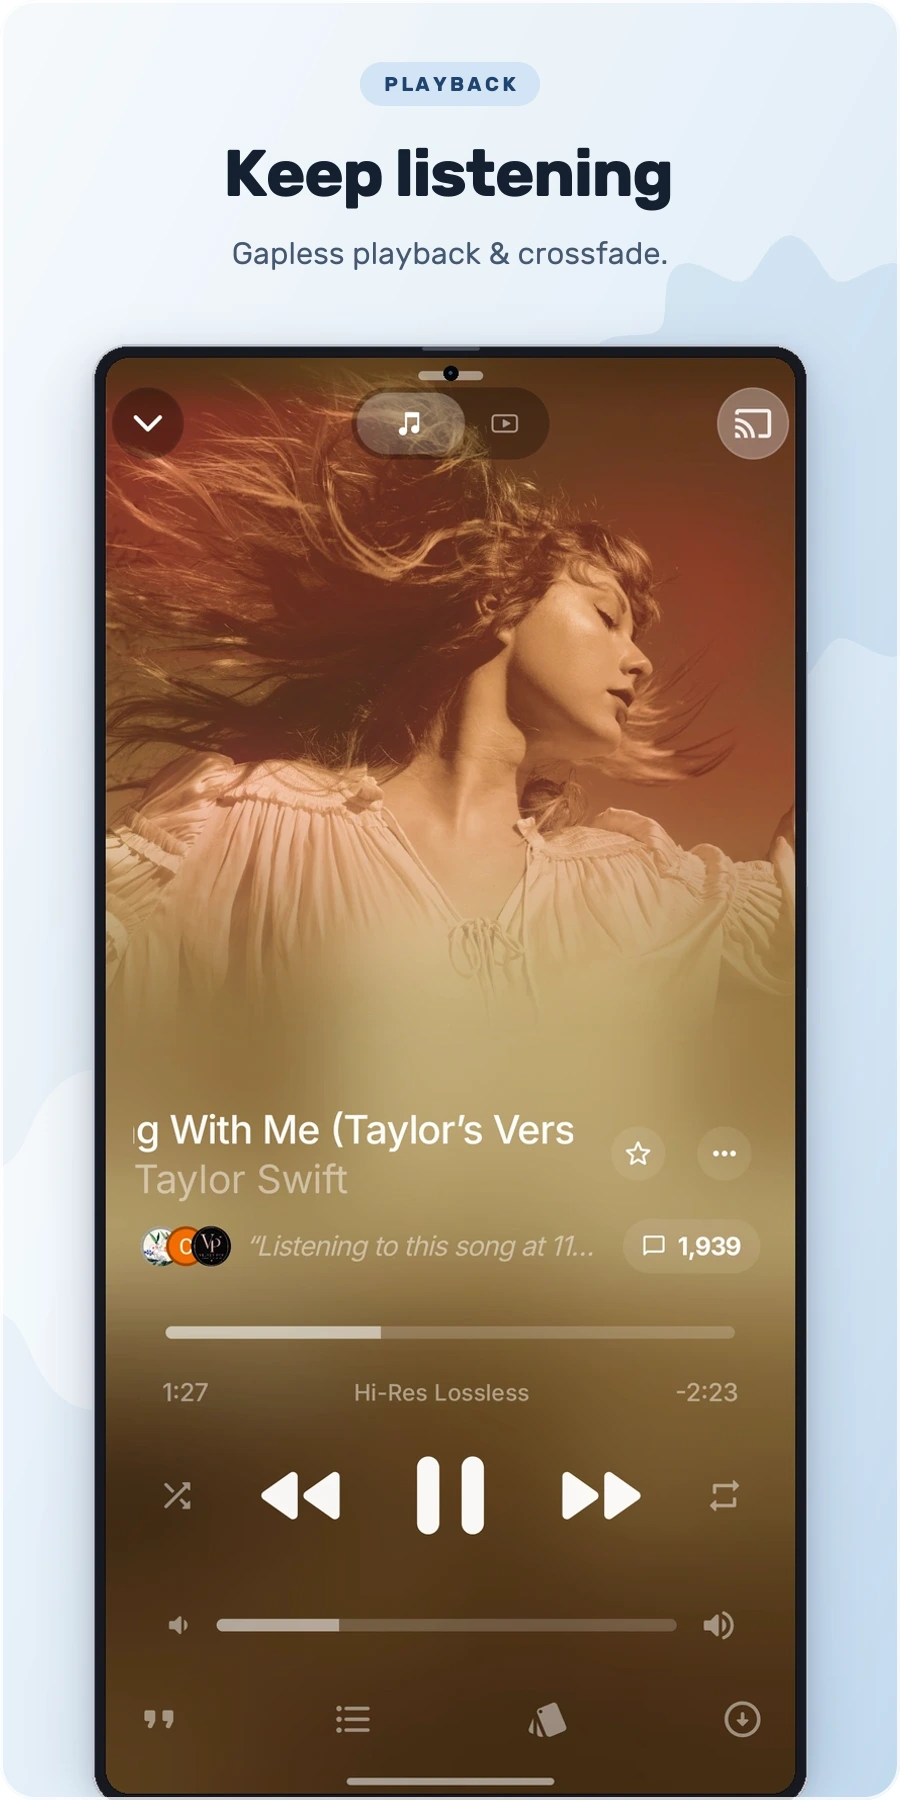 PLAYBACK
Keep listening
Gapless playback & crossfade.
g With Me (Taylor’s Vers
Taylor Swift
C VP
“Listening to this song at 11...
1,939
1:27
Hi-Res Lossless
-2:23